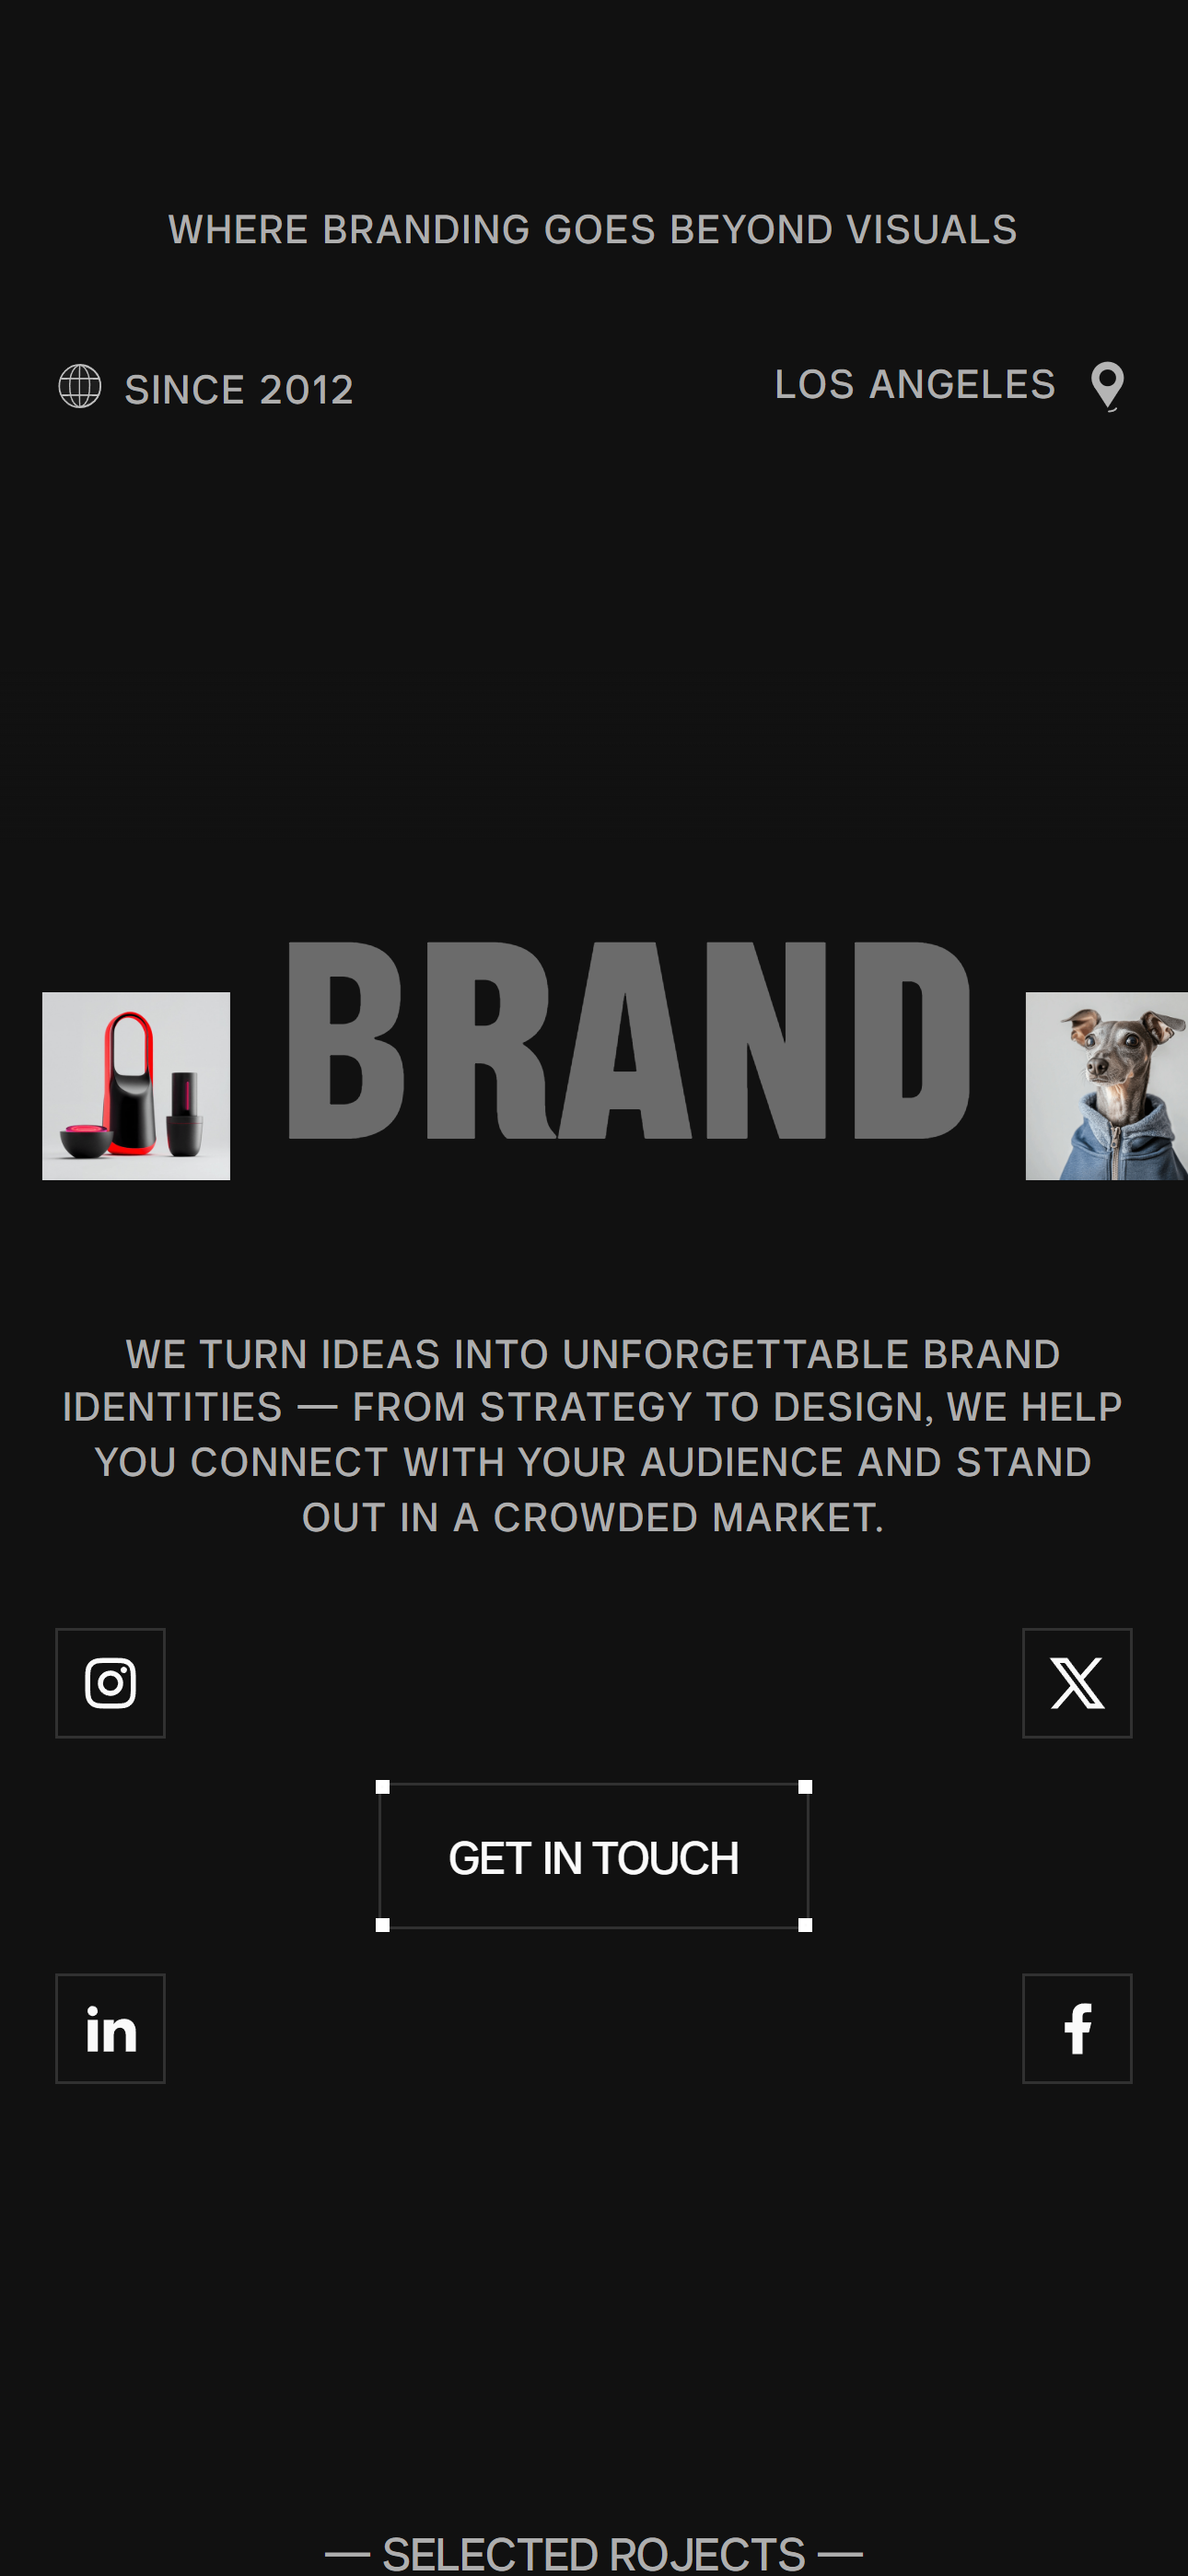 WHERE BRANDING GOES BEYOND VISUALS
SINCE 2012
LOS ANGELES
BRAND
WE TURN IDEAS INTO UNFORGETTABLE BRAND
IDENTITIES — FROM STRATEGY TO DESIGN, WE HELP
YOU CONNECT WITH YOUR AUDIENCE AND STAND
OUT IN A CROWDED MARKET.
GET IN TOUCH
— SELECTED ROJECTS —